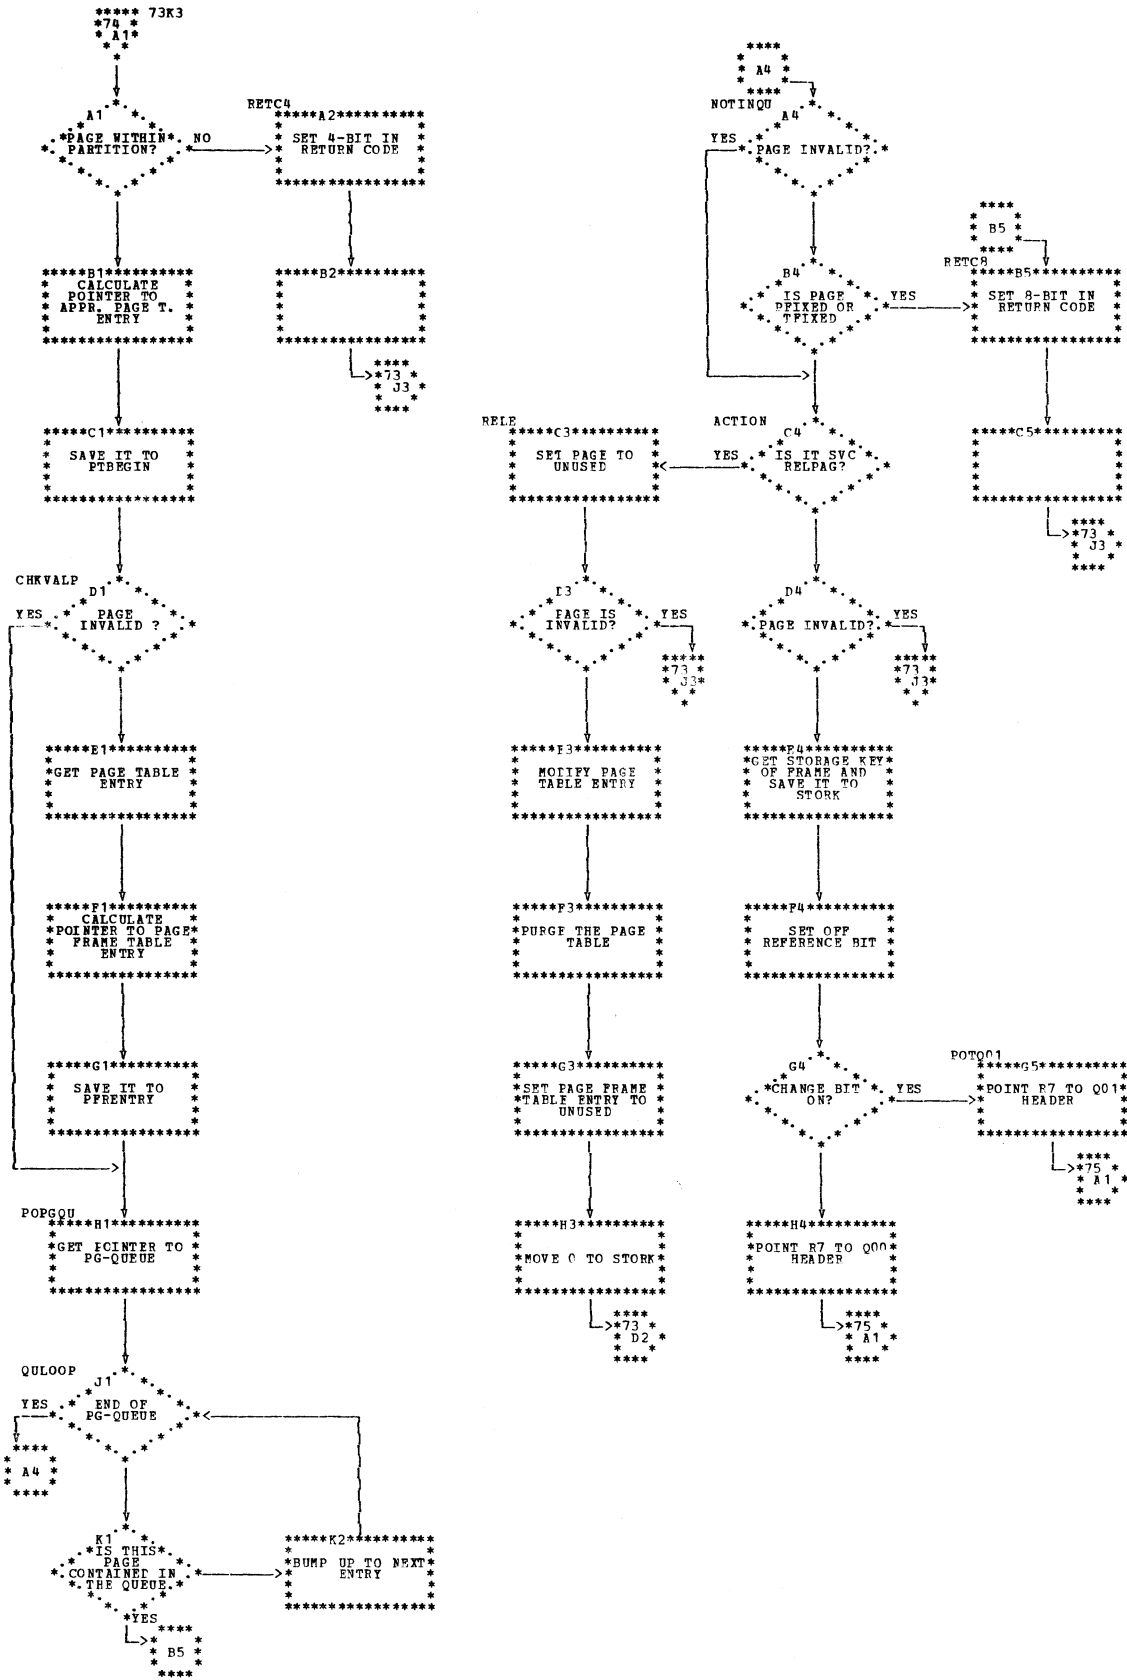 73K3
74
A1
A1
PAGE WITHIN
PARTITION?
NO
RETC4
A2
SET 4-BIT IN
RETURN CODE
B1
CALCULATE
POINTER TO
APPR. PAGE T.
ENTRY
B2
73
J3
C1
SAVE IT TO
PTBEGIN
CHKVALP
D1
YES
PAGE
INVALID ?
E1
GET PAGE TABLE
ENTRY
F1
CALCULATE
POINTER TO PAGE
FRAME TABLE
ENTRY
G1
SAVE IT TO
PFRENTRY
POPGQU
H1
GET POINTER TO
PG-QUEUE
QULOOP
J1
YES
END OF
PG-QUEUE
A4
K1
IS THIS
PAGE
CONTAINED IN
THE QUEUE.
YES
B5
K2
BUMP UP TO NEXT
ENTRY
A4
NOTINQU
A4
YES
PAGE INVALID?
B4
IS PAGE
PFIXED OR
TFIXED
YES
B5
RETC8
B5
SET 8-BIT IN
RETURN CODE
C5
73
J3
ACTION
C4
YES
IS IT SVC
RELPAG?
RELE
C3
SET PAGE TO
UNUSED
D3
PAGE IS
INVALID?
YES
73
J3
E3
MODIFY PAGE
TABLE ENTRY
F3
PURGE THE PAGE
TABLE
G3
SET PAGE FRAME
TABLE ENTRY TO
UNUSED
H3
MOVE 0 TO STORK
73
D2
D4
PAGE INVALID?
YES
73
J3
E4
GET STORAGE KEY
OF FRAME AND
SAVE IT TO
STORK
F4
SET OFF
REFERENCE BIT
G4
CHANGE BIT
ON?
YES
POTQ01
G5
POINT R7 TO Q01
HEADER
75
A1
H4
POINT R7 TO Q00
HEADER
75
A1